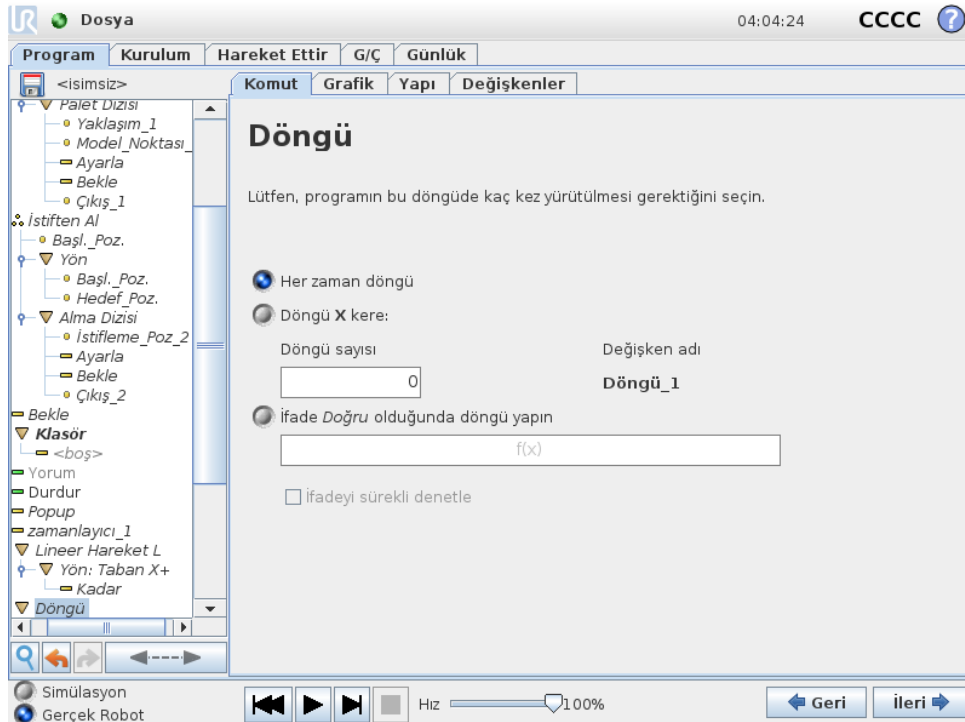 UR Dosya 04:04:24 CCCC ?
Program Kurulum Hareket Ettir G/Ç Günlük
<isimsiz> Komut Grafik Yapı Değişkenler
Palet Dizisi
Yaklaşım_1
Model_Noktası_
Ayarla
Bekle
Çıkış_1
İstiften Al
Başl._Poz.
Yön
Başl._Poz.
Hedef_Poz.
Alma Dizisi
İstifleme_Poz_2
Ayarla
Bekle
Çıkış_2
Bekle
Klasör
<boş>
Yorum
Durdur
Popup
zamanlayıcı_1
Lineer Hareket L
Yön: Taban X+
Kadar
Döngü
Döngü
Lütfen, programın bu döngüde kaç kez yürütülmesi gerektiğini seçin.
Her zaman döngü
Döngü X kere:
Döngü sayısı Değişken adı
0 Döngü_1
İfade Doğru olduğunda döngü yapın
f(x)
İfadeyi sürekli denetle
Simülasyon
Gerçek Robot
Hız 100% Geri İleri